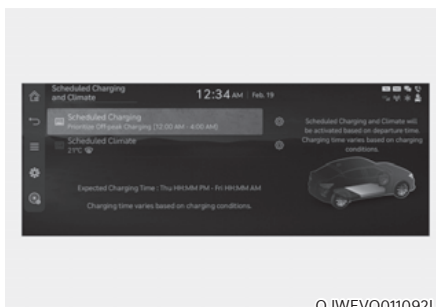 Scheduled Charging
and Climate
12:34 AM Feb. 19
Scheduled Charging
Prioritize Off-peak Charging [12:00 AM - 4:00 AM]
Scheduled Climate
21°C
Scheduled Charging and Climate will
be activated based on departure time.
Charging time varies based on charging
conditions.
Expected Charging Time : Thu HH:MM PM - Fri HH:MM AM
Charging time varies based on charging conditions.